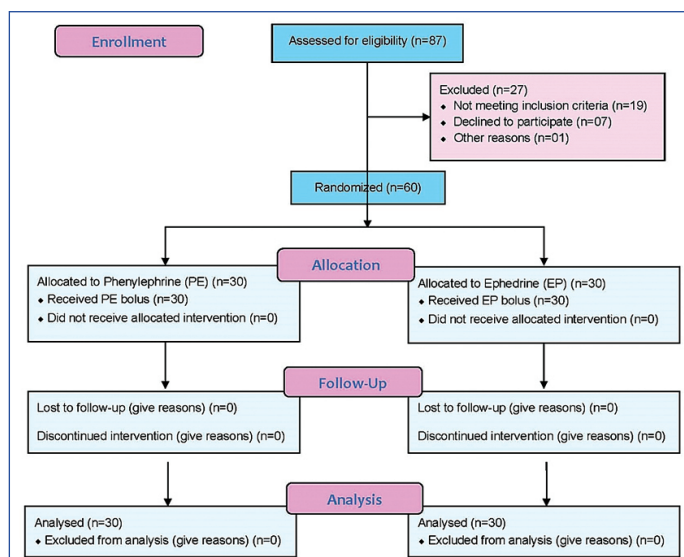 Enrollment
Assessed for eligibility (n=87)
Excluded (n=27)
◆ Not meeting inclusion criteria (n=19)
◆ Declined to participate (n=07)
◆ Other reasons (n=01)
Randomized (n=60)
Allocation
Allocated to Phenylephrine (PE) (n=30)
◆ Received PE bolus (n=30)
◆ Did not receive allocated intervention (n=0)
Allocated to Ephedrine (EP) (n=30)
◆ Received EP bolus (n=30)
◆ Did not receive allocated intervention (n=0)
Follow-Up
Lost to follow-up (give reasons) (n=0)
Discontinued intervention (give reasons) (n=0)
Lost to follow-up (give reasons) (n=0)
Discontinued intervention (give reasons) (n=0)
Analysis
Analysed (n=30)
◆ Excluded from analysis (give reasons) (n=0)
Analysed (n=30)
◆ Excluded from analysis (give reasons) (n=0)